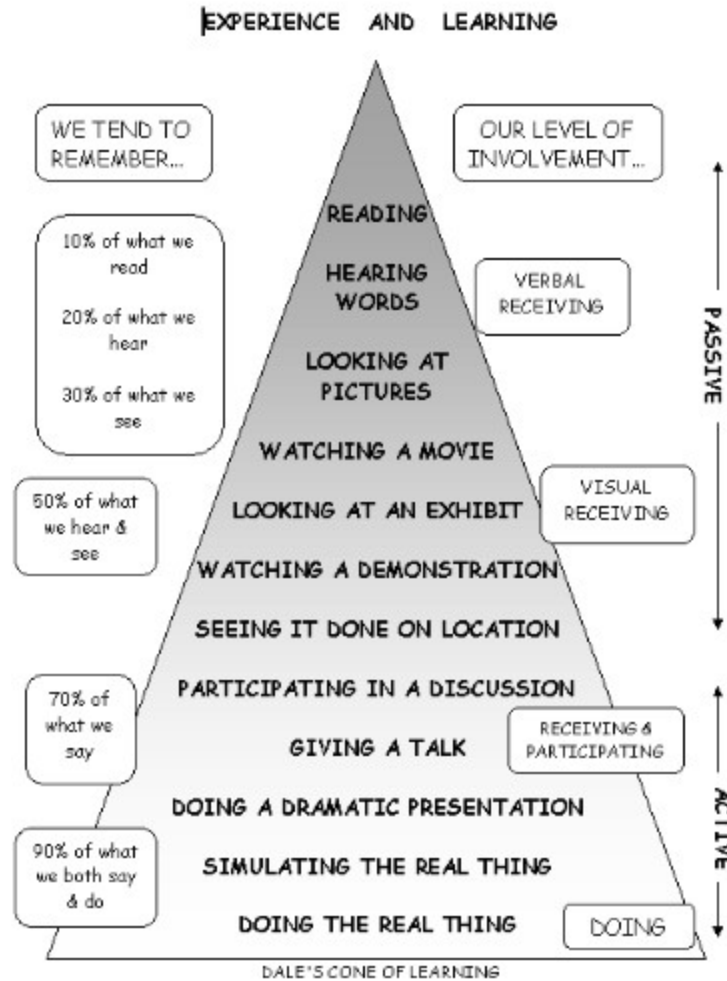 EXPERIENCE AND LEARNING
WE TEND TO
REMEMBER...
OUR LEVEL OF
INVOLVEMENT...
READING
10% of what we
read
HEARING
WORDS
VERBAL
RECEIVING
20% of what we
hear
LOOKING AT
PICTURES
30% of what we
see
PASSIVE
WATCHING A MOVIE
50% of what
we hear &
see
LOOKING AT AN EXHIBIT
VISUAL
RECEIVING
WATCHING A DEMONSTRATION
SEEING IT DONE ON LOCATION
70% of
what we
say
PARTICIPATING IN A DISCUSSION
GIVING A TALK
RECEIVING &
PARTICIPATING
DOING A DRAMATIC PRESENTATION
ACTIVE
90% of what
we both say
& do
SIMULATING THE REAL THING
DOING THE REAL THING
DOING
DALE'S CONE OF LEARNING